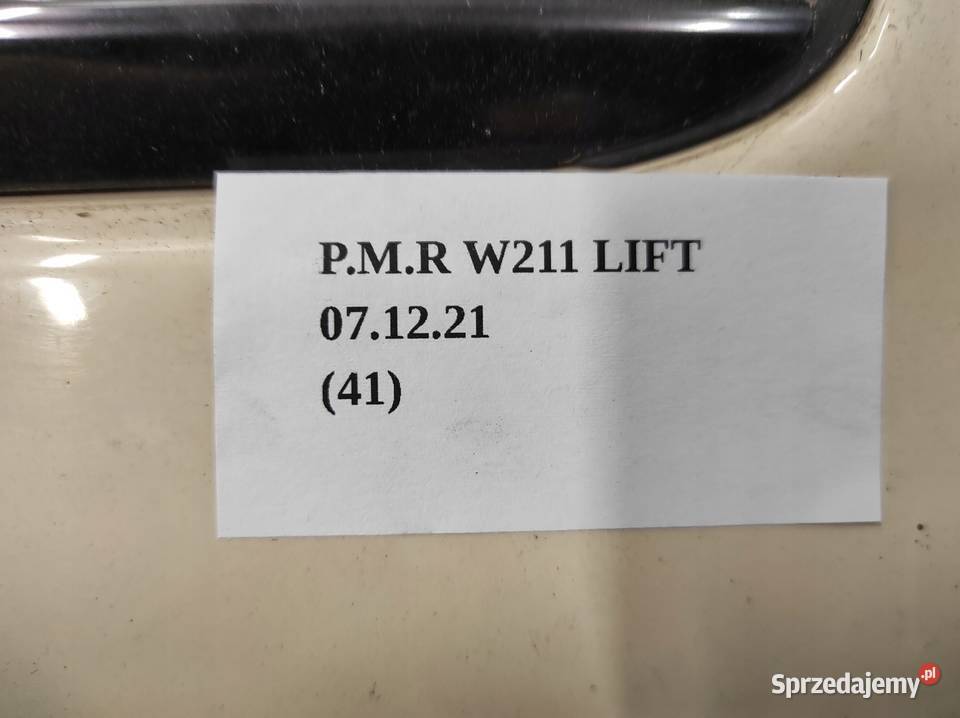 P.M.R W211 LIFT
07.12.21
(41)
Sprzedajemy.pl